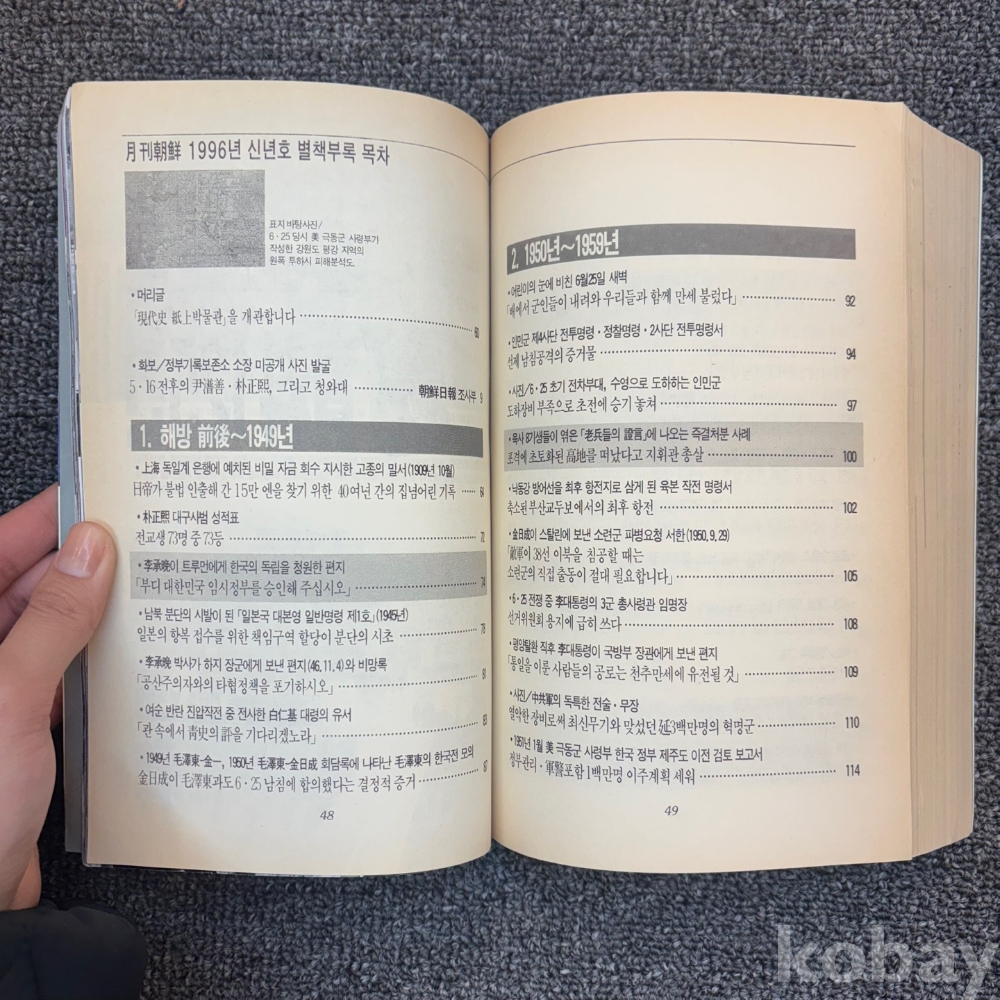 月刊朝鮮 1996년 신년호 별책부록 목차
표지 바탕사진/
6·25 당시 美 극동군 사령부가
작성한 강원도 평강 지역의
원폭 투하시 피해분석도.
•머리글
「現代史 紙上박물관」을 개관합니다 60
•화보/정부기록보존소 소장 미공개 사진 발굴
5·16 전후의 尹潽善·朴正熙, 그리고 청와대 朝鮮日報 조사부 9
1. 해방 前後～1949년
•上海 독일계 은행에 예치된 비밀 자금 회수 지시한 고종의 밀서(1909년 10월)
日帝가 불법 인출해 간 15만 엔을 찾기 위한 40여년 간의 집념어린 기록 64
•朴正熙 대구사범 성적표
전교생 73명 중 73등 72
•李承晩이 트루먼에게 한국의 독립을 청원한 편지
「부디 대한민국 임시정부를 승인해 주십시오」 74
•남북 분단의 시발이 된 「일본국 대본영 일반명령 제1호」(1945년)
일본의 항복 접수를 위한 책임구역 할당이 분단의 시초 78
•李承晩 박사가 하지 장군에게 보낸 편지(46, 11, 4)와 비망록
「공산주의자와의 타협정책을 포기하시오」 81
•여순 반란 진압작전 중 전사한 白仁基 대령의 유서
「관 속에서 靑史의 評을 기다리겠노라」 83
•1949년 毛澤東-金一, 1950년 毛澤東-金日成 회담록에 나타난 毛澤東의 한국전 모의
金日成이 毛澤東과도 6·25 남침에 합의했다는 결정적 증거 87
48
2. 1950년～1959년
•어린이의 눈에 비친 6월25일 새벽
「배에서 군인들이 내려와 우리들과 함께 만세 불렀다」 92
•인민군 제4사단 전투명령·정찰명령·2사단 전투명령서
선제 남침공격의 증거물 94
•사진/6·25 초기 전차부대, 수영으로 도하하는 인민군
도하장비 부족으로 초전에 승기 놓쳐 97
•육사 8기생들이 엮은 「老兵들의 證言」에 나오는 즉결처분 사례
포격에 초토화된 高地를 떠났다고 지휘관 총살 100
•낙동강 방어선을 최후 항전지로 삼게 된 육본 작전 명령서
축소된 부산교두보에서의 최후 항전 102
•金日成이 스탈린에 보낸 소련군 파병요청 서한(1950, 9, 29)
「敵軍이 38선 이북을 침공할 때는
소련군의 직접 출동이 절대 필요합니다」 105
•6·25 전쟁 중 李대통령의 3군 총사령관 임명장
선거위원회 용지에 급히 쓰다 108
•평양탈환 직후 李대통령이 국방부 장관에게 보낸 편지
「통일을 이룬 사람들의 공로는 천추만세에 유전될 것」 109
•사진/中共軍의 독특한 전술·무장
열악한 장비로써 최신무기와 맞섰던 延3백만명의 혁명군 110
•1951년 1월 美 극동군 사령부 한국 정부 제주도 이전 검토 보고서
정부관리·軍警포함 1백만명 이주계획 세워 114
49
kobay